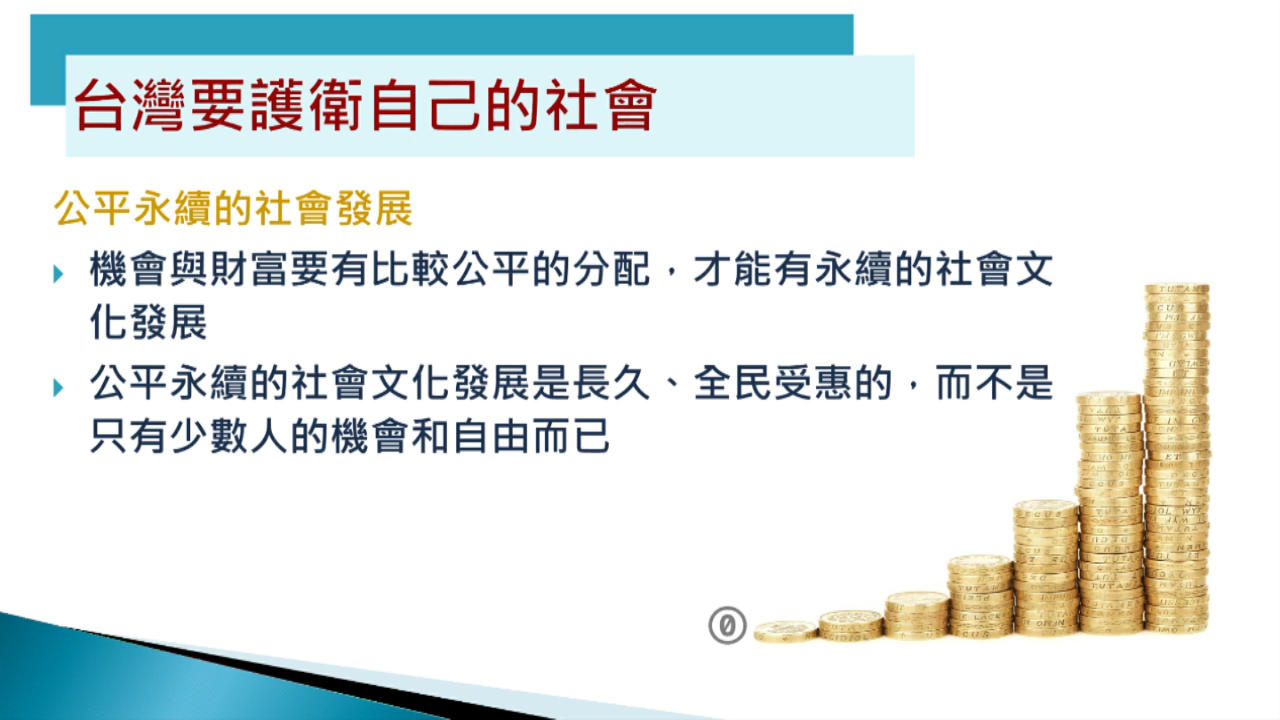 台灣要護衛自己的社會
公平永續的社會發展
機會與財富要有比較公平的分配，才能有永續的社會文
化發展
公平永續的社會文化發展是長久、全民受惠的，而不是
只有少數人的機會和自由而已
0